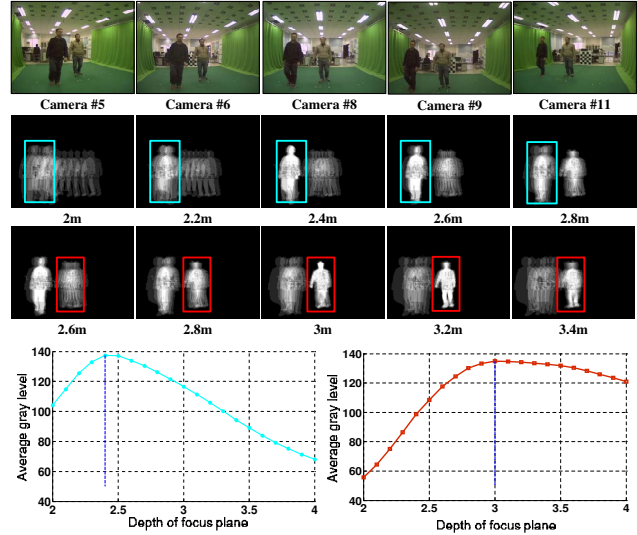 Camera #5 Camera #6 Camera #8 Camera #9 Camera #11
2m 2.2m 2.4m 2.6m 2.8m
2.6m 2.8m 3m 3.2m 3.4m
Average gray level
140
120
100
80
60
40
2 2.5 3 3.5 4
Depth of focus plane
Average gray level
140
120
100
80
60
40
2 2.5 3 3.5 4
Depth of focus plane